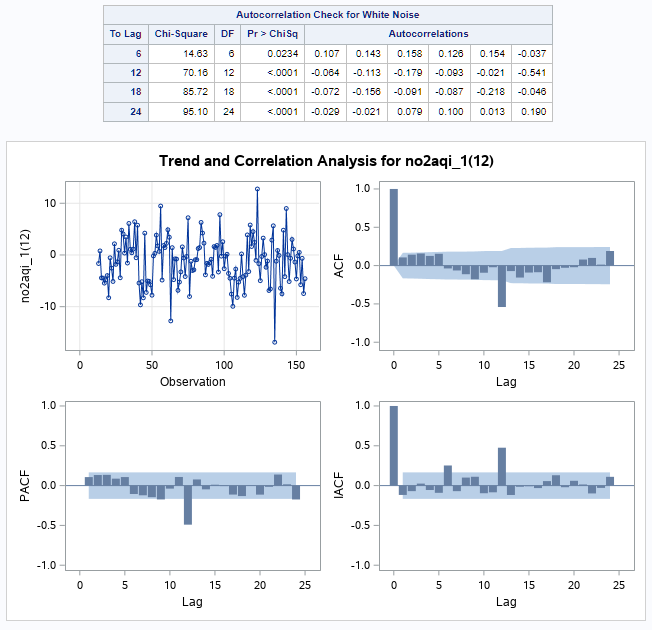 Autocorrelation Check for White Noise
To Lag Chi-Square DF Pr > ChiSq Autocorrelations
6 14.63 6 0.0234 0.107 0.143 0.158 0.126 0.154 -0.037
12 70.16 12 <.0001 -0.064 -0.113 -0.179 -0.093 -0.021 -0.541
18 85.72 18 <.0001 -0.072 -0.156 -0.091 -0.087 -0.218 -0.046
24 95.10 24 <.0001 -0.029 -0.021 0.079 0.100 0.013 0.190
Trend and Correlation Analysis for no2aqi_1(12)
no2aqi_1(12)
10
0
-10
0 50 100 150
Observation
ACF
1.0
0.5
0.0
-0.5
-1.0
0 5 10 15 20 25
Lag
PACF
1.0
0.5
0.0
-0.5
-1.0
0 5 10 15 20 25
Lag
IACF
1.0
0.5
0.0
-0.5
-1.0
0 5 10 15 20 25
Lag